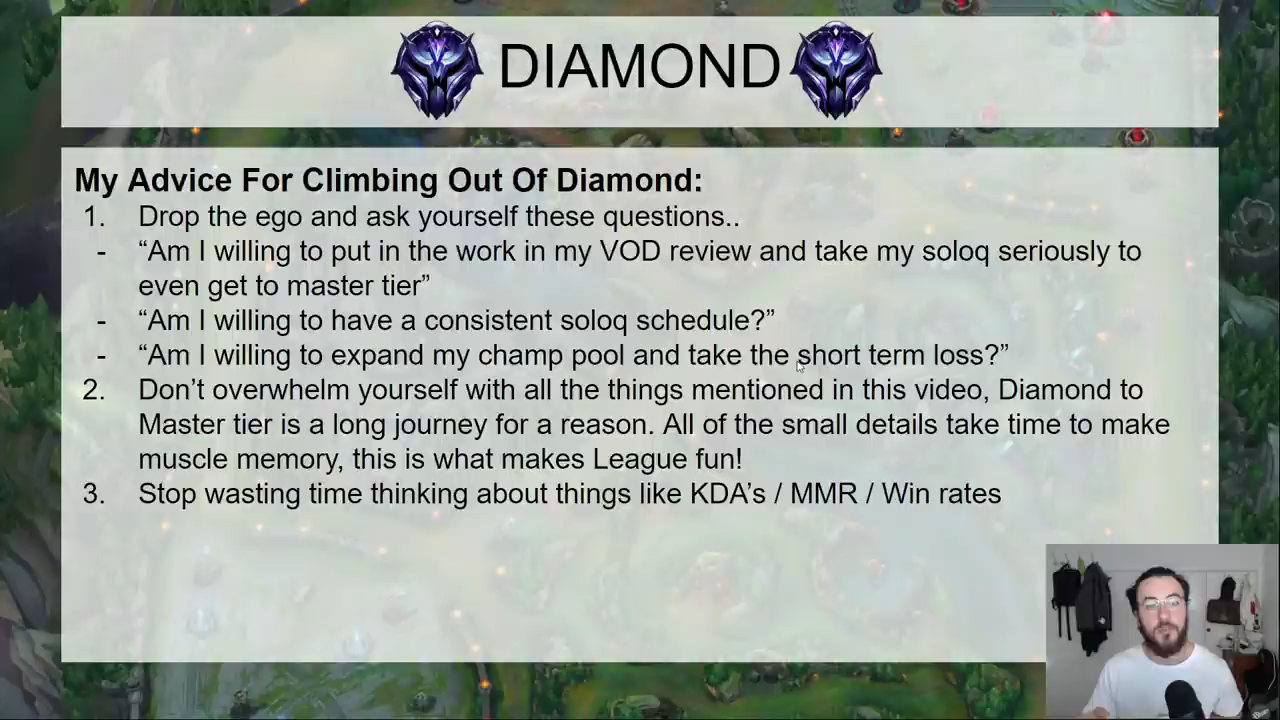 DIAMOND
My Advice For Climbing Out Of Diamond:
1. Drop the ego and ask yourself these questions..
- “Am I willing to put in the work in my VOD review and take my soloq seriously to
even get to master tier”
- “Am I willing to have a consistent soloq schedule?”
- “Am I willing to expand my champ pool and take the short term loss?”
2. Don’t overwhelm yourself with all the things mentioned in this video, Diamond to
Master tier is a long journey for a reason. All of the small details take time to make
muscle memory, this is what makes League fun!
3. Stop wasting time thinking about things like KDA’s / MMR / Win rates